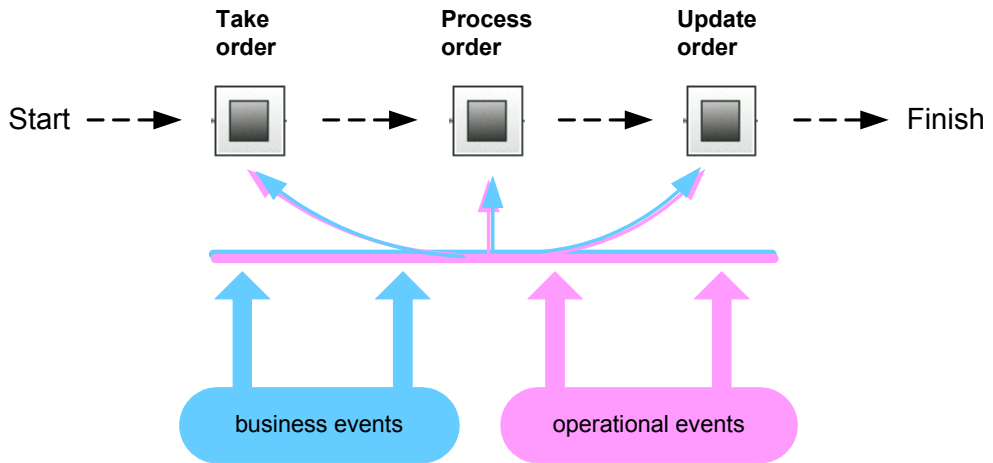 Take
order
Process
order
Update
order
Start
Finish
business events
operational events